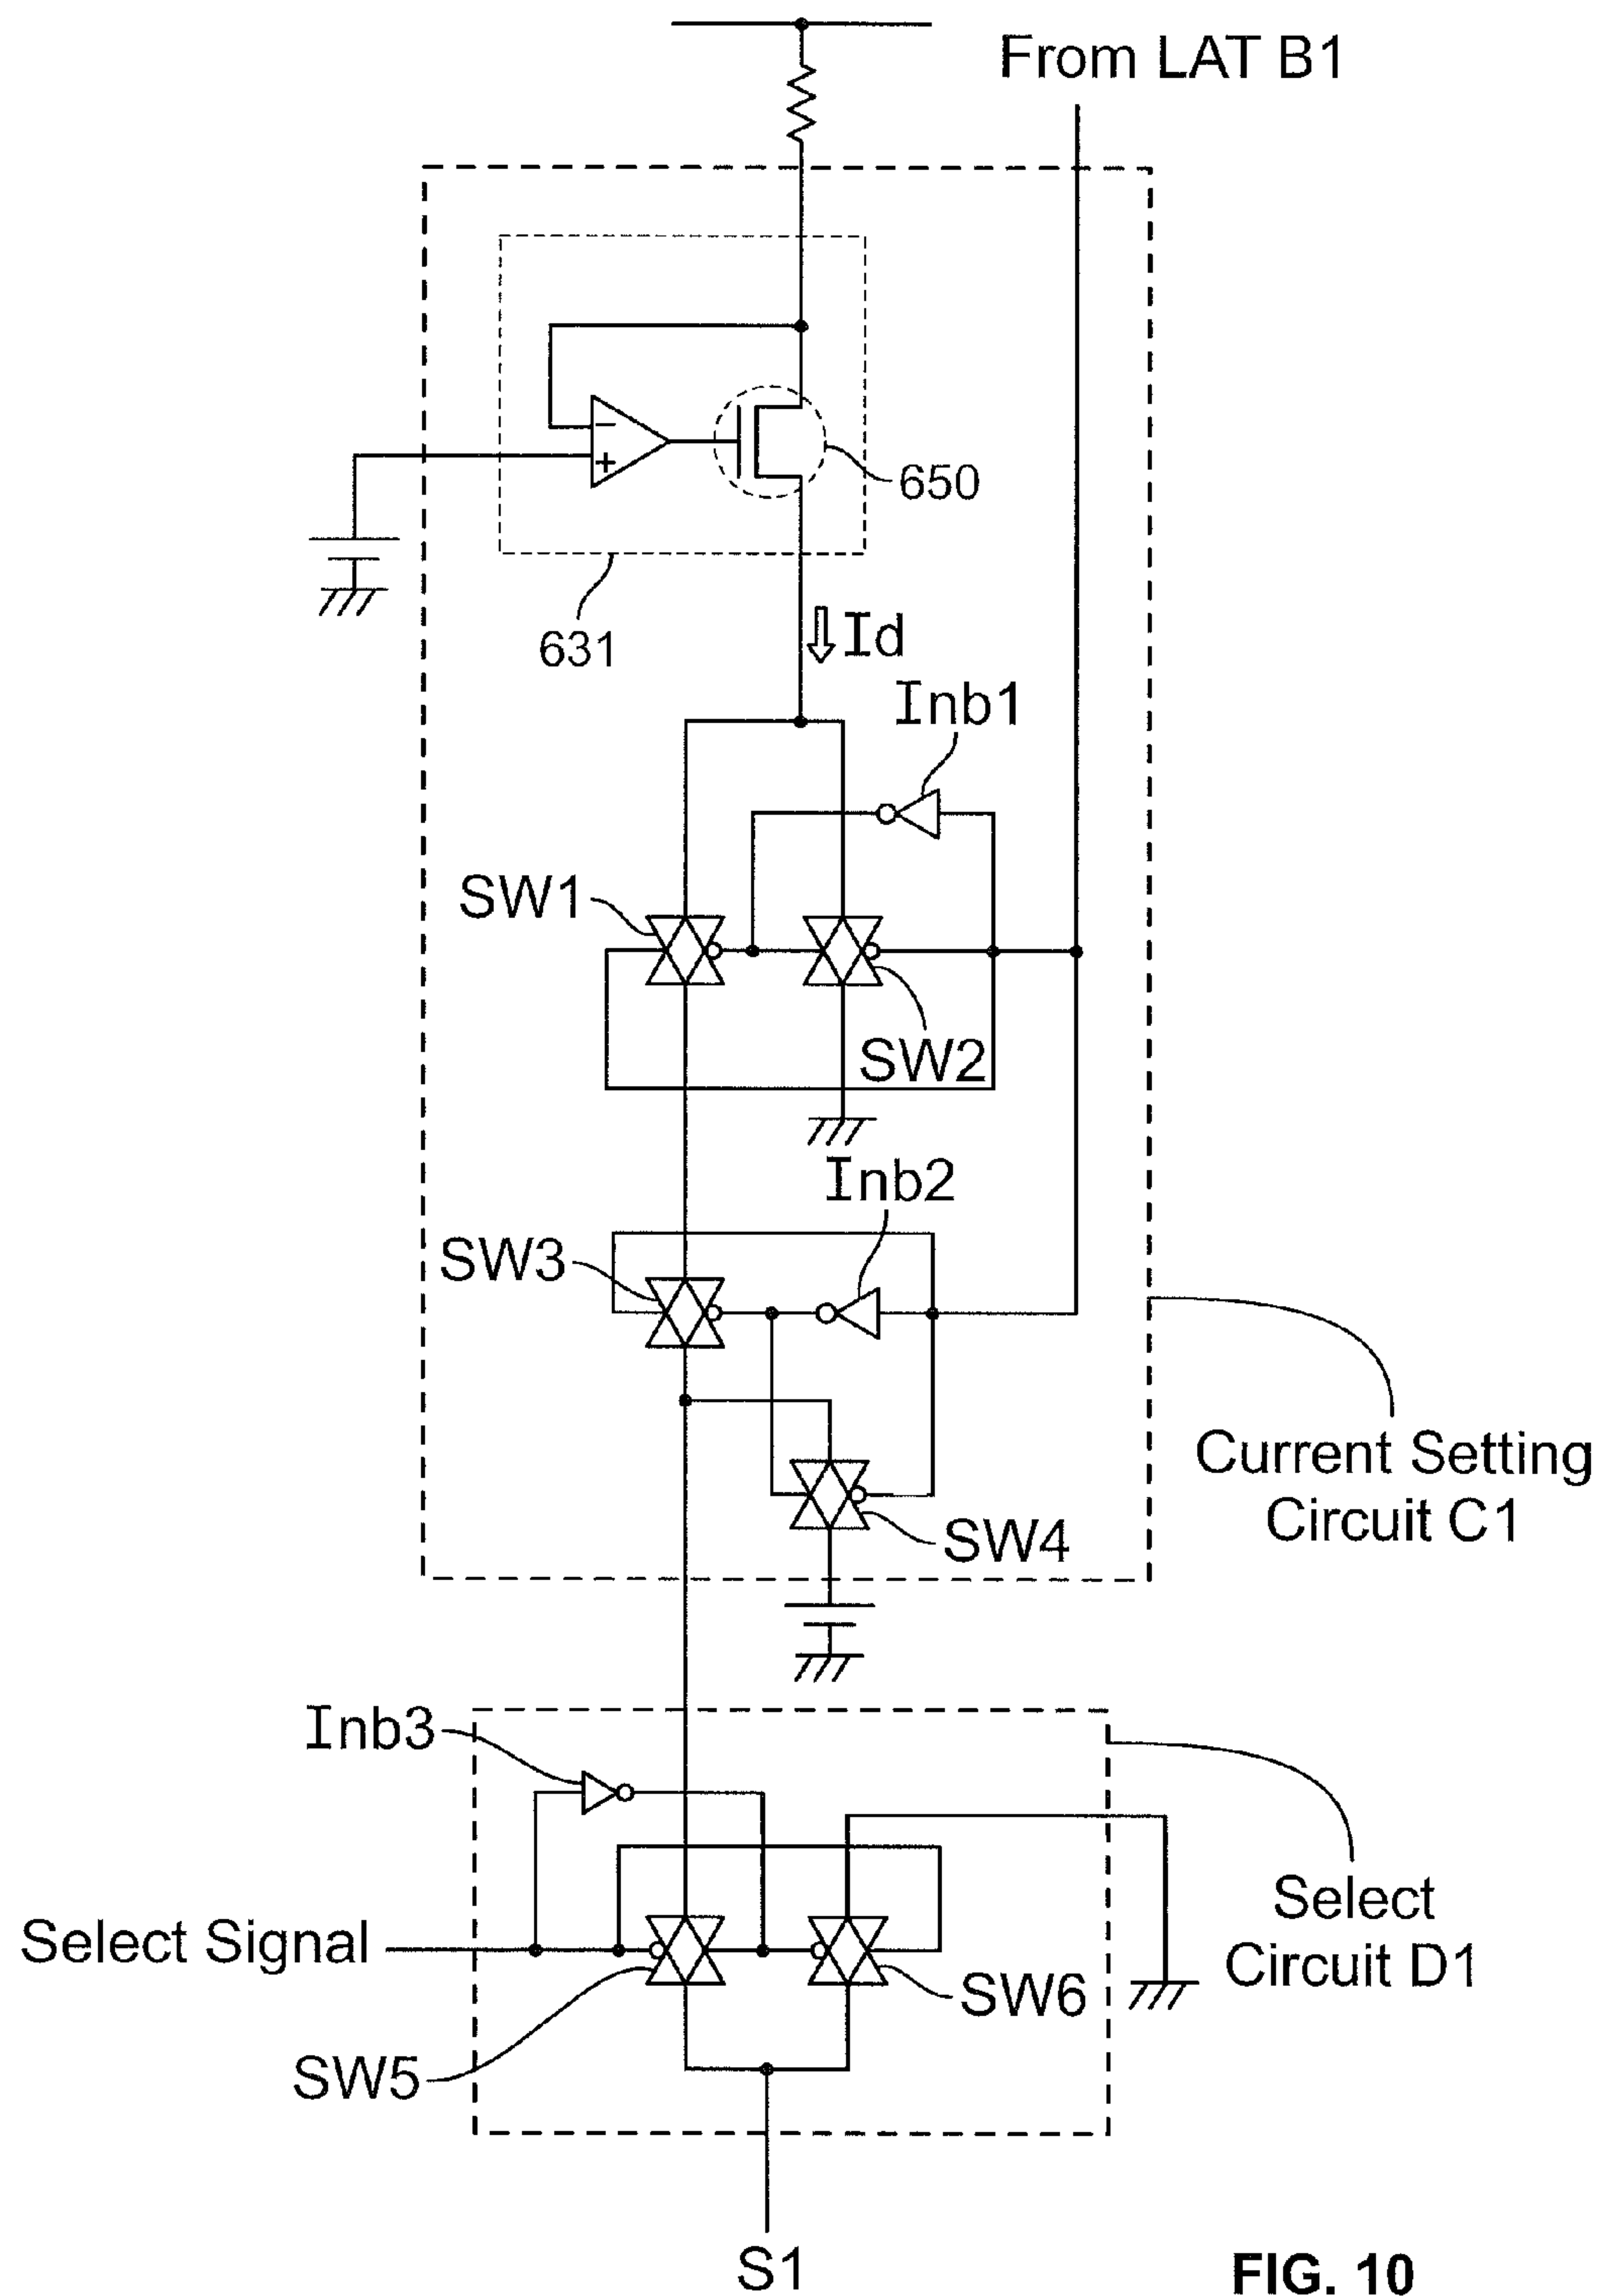 From LAT B1
−
+
650
631
Id
Inb1
SW1
SW2
Inb2
SW3
Current Setting
Circuit C1
SW4
Inb3
Select
Circuit D1
Select Signal
SW6
SW5
S1
FIG. 10